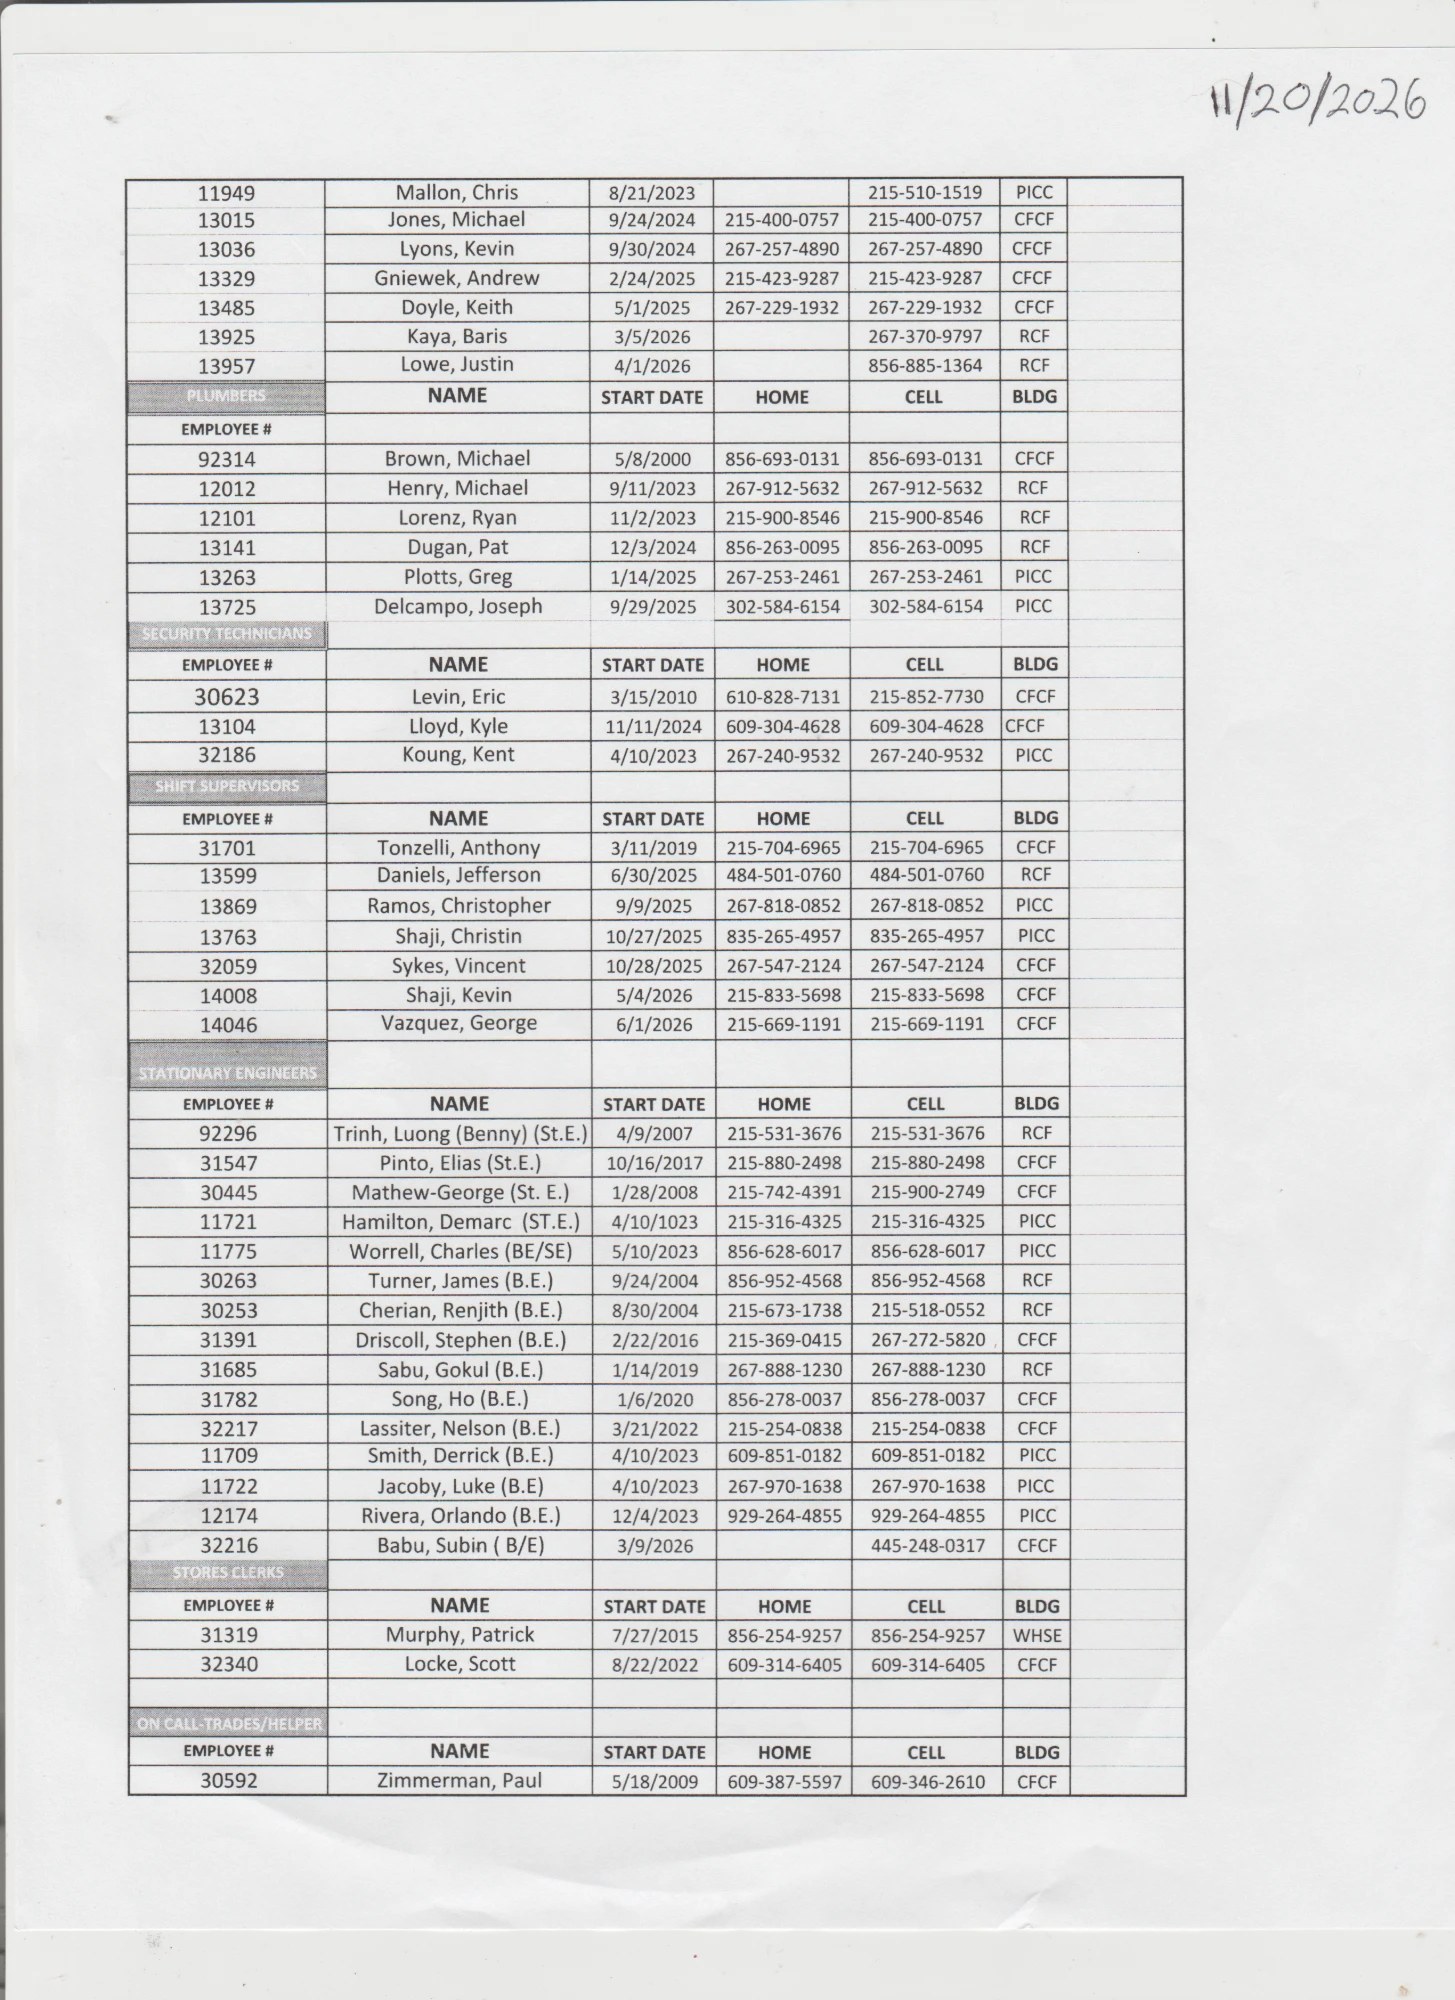 11/20/2026
11949 Mallon, Chris 8/21/2023 215-510-1519 PICC
13015 Jones, Michael 9/24/2024 215-400-0757 215-400-0757 CFCF
13036 Lyons, Kevin 9/30/2024 267-257-4890 267-257-4890 CFCF
13329 Gniewek, Andrew 2/24/2025 215-423-9287 215-423-9287 CFCF
13485 Doyle, Keith 5/1/2025 267-229-1932 267-229-1932 CFCF
13925 Kaya, Baris 3/5/2026 267-370-9797 RCF
13957 Lowe, Justin 4/1/2026 856-885-1364 RCF
PLUMBERS NAME START DATE HOME CELL BLDG
EMPLOYEE #
92314 Brown, Michael 5/8/2000 856-693-0131 856-693-0131 CFCF
12012 Henry, Michael 9/11/2023 267-912-5632 267-912-5632 RCF
12101 Lorenz, Ryan 11/2/2023 215-900-8546 215-900-8546 RCF
13141 Dugan, Pat 12/3/2024 856-263-0095 856-263-0095 RCF
13263 Plotts, Greg 1/14/2025 267-253-2461 267-253-2461 PICC
13725 Delcampo, Joseph 9/29/2025 302-584-6154 302-584-6154 PICC
SECURITY TECHNICIANS
EMPLOYEE # NAME START DATE HOME CELL BLDG
30623 Levin, Eric 3/15/2010 610-828-7131 215-852-7730 CFCF
13104 Lloyd, Kyle 11/11/2024 609-304-4628 609-304-4628 CFCF
32186 Koung, Kent 4/10/2023 267-240-9532 267-240-9532 PICC
SHIFT SUPERVISORS
EMPLOYEE # NAME START DATE HOME CELL BLDG
31701 Tonzelli, Anthony 3/11/2019 215-704-6965 215-704-6965 CFCF
13599 Daniels, Jefferson 6/30/2025 484-501-0760 484-501-0760 RCF
13869 Ramos, Christopher 9/9/2025 267-818-0852 267-818-0852 PICC
13763 Shaji, Christin 10/27/2025 835-265-4957 835-265-4957 PICC
32059 Sykes, Vincent 10/28/2025 267-547-2124 267-547-2124 CFCF
14008 Shaji, Kevin 5/4/2026 215-833-5698 215-833-5698 CFCF
14046 Vazquez, George 6/1/2026 215-669-1191 215-669-1191 CFCF
STATIONARY ENGINEERS
EMPLOYEE # NAME START DATE HOME CELL BLDG
92296 Trinh, Luong (Benny) (St.E.) 4/9/2007 215-531-3676 215-531-3676 RCF
31547 Pinto, Elias (St.E.) 10/16/2017 215-880-2498 215-880-2498 CFCF
30445 Mathew-George (St. E.) 1/28/2008 215-742-4391 215-900-2749 CFCF
11721 Hamilton, Demarc (ST.E.) 4/10/1023 215-316-4325 215-316-4325 PICC
11775 Worrell, Charles (BE/SE) 5/10/2023 856-628-6017 856-628-6017 PICC
30263 Turner, James (B.E.) 9/24/2004 856-952-4568 856-952-4568 RCF
30253 Cherian, Renjith (B.E.) 8/30/2004 215-673-1738 215-518-0552 RCF
31391 Driscoll, Stephen (B.E.) 2/22/2016 215-369-0415 267-272-5820 CFCF
31685 Sabu, Gokul (B.E.) 1/14/2019 267-888-1230 267-888-1230 RCF
31782 Song, Ho (B.E.) 1/6/2020 856-278-0037 856-278-0037 CFCF
32217 Lassiter, Nelson (B.E.) 3/21/2022 215-254-0838 215-254-0838 CFCF
11709 Smith, Derrick (B.E.) 4/10/2023 609-851-0182 609-851-0182 PICC
11722 Jacoby, Luke (B.E) 4/10/2023 267-970-1638 267-970-1638 PICC
12174 Rivera, Orlando (B.E.) 12/4/2023 929-264-4855 929-264-4855 PICC
32216 Babu, Subin ( B/E) 3/9/2026 445-248-0317 CFCF
STORES CLERKS
EMPLOYEE # NAME START DATE HOME CELL BLDG
31319 Murphy, Patrick 7/27/2015 856-254-9257 856-254-9257 WHSE
32340 Locke, Scott 8/22/2022 609-314-6405 609-314-6405 CFCF
ON CALL-TRADES/HELPER
EMPLOYEE # NAME START DATE HOME CELL BLDG
30592 Zimmerman, Paul 5/18/2009 609-387-5597 609-346-2610 CFCF